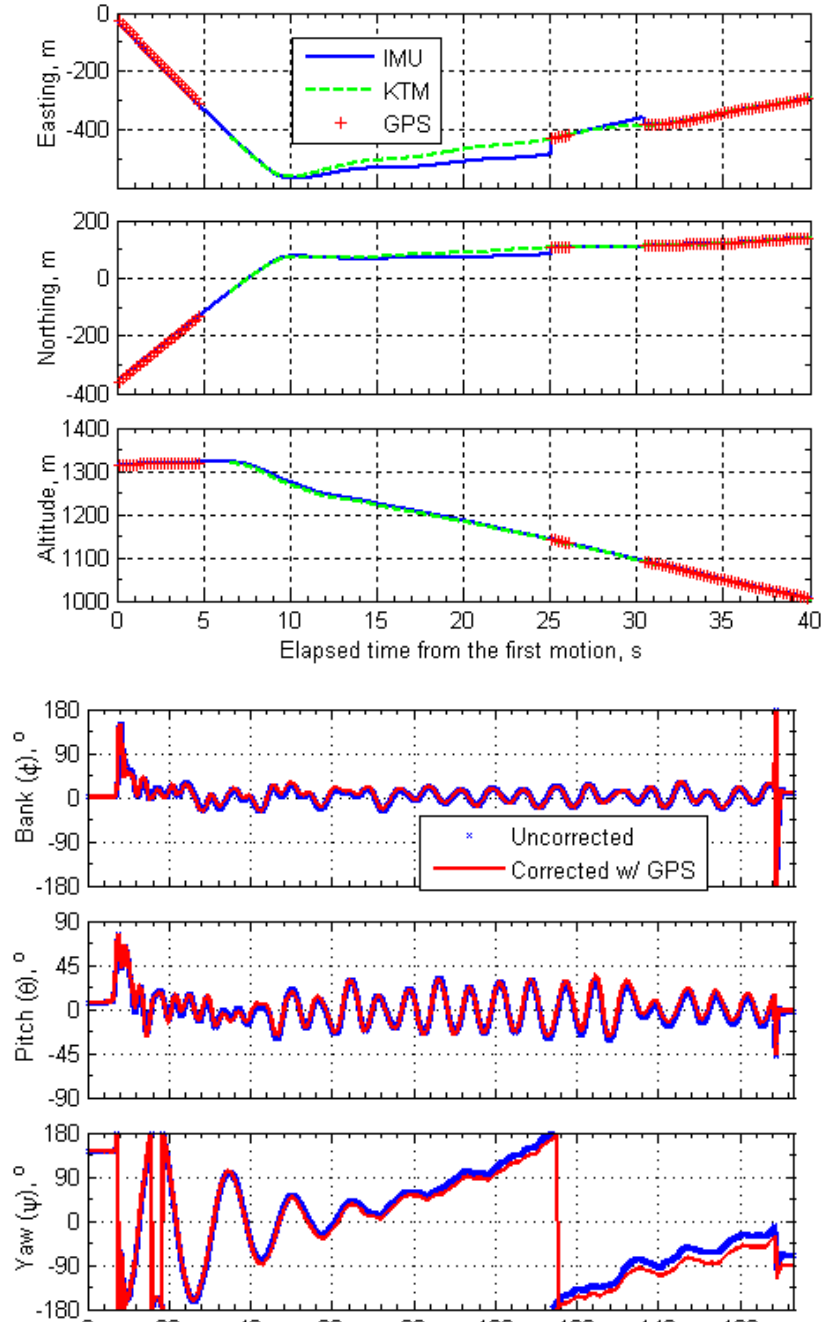 0
-200
-400
Easting, m
IMU
KTM
GPS
200
0
-200
-400
Northing, m
1400
1300
1200
1100
1000
Altitude, m
0 5 10 15 20 25 30 35 40
Elapsed time from the first motion, s
180
90
0
-90
-180
Bank (ϕ), °
Uncorrected
Corrected w/ GPS
90
45
0
-45
-90
Pitch (θ), °
180
90
0
-90
-180
Yaw (ψ), °